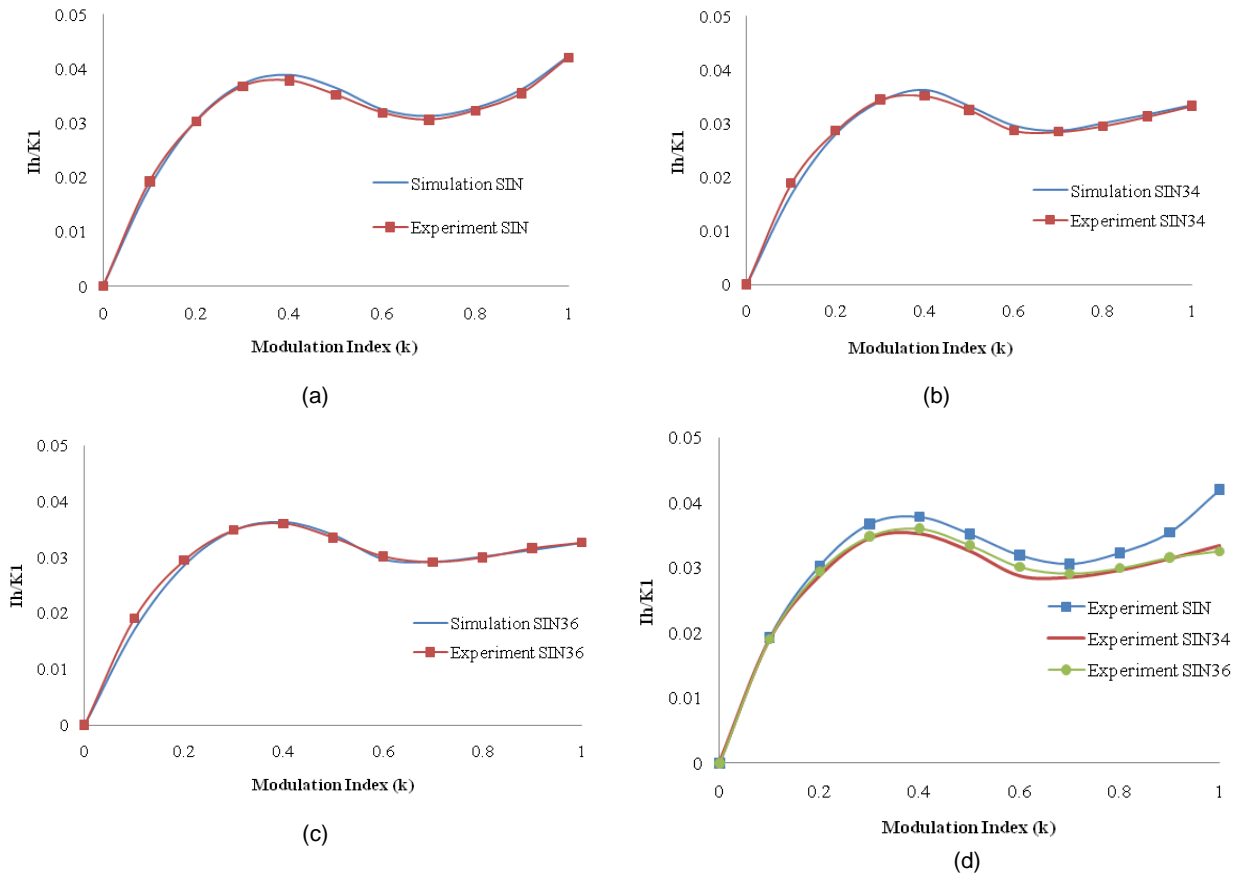 0.05
0.04
0.03
0.02
0.01
0
Ih/K1
Simulation SIN
Experiment SIN
0 0.2 0.4 0.6 0.8 1
Modulation Index (k)
(a)
0.05
0.04
0.03
0.02
0.01
0
Ih/K1
Simulation SIN34
Experiment SIN34
0 0.2 0.4 0.6 0.8 1
Modulation Index (k)
(b)
0.05
0.04
0.03
0.02
0.01
0
Ih/K1
Simulation SIN36
Experiment SIN36
0 0.2 0.4 0.6 0.8 1
Modulation Index (k)
(c)
0.05
0.04
0.03
0.02
0.01
0
Ih/K1
Experiment SIN
Experiment SIN34
Experiment SIN36
0 0.2 0.4 0.6 0.8 1
Modulation Index (k)
(d)